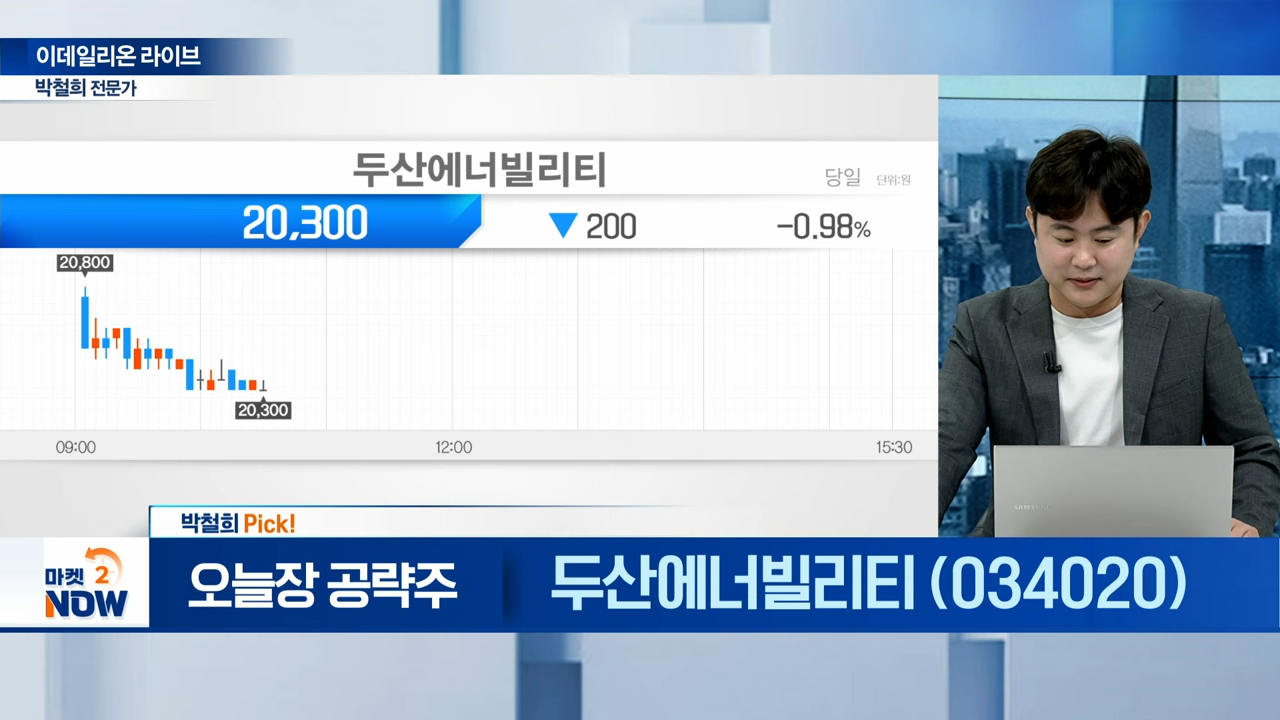 이데일리온 라이브
박철희 전문가
두산에너빌리티
당일 단위:원
20,300 ▼ 200 -0.98%
20,800
20,300
09:00 12:00 15:30
SAMSUNG
박철희 Pick!
마켓 2
NOW
오늘장 공략주 두산에너빌리티 (034020)